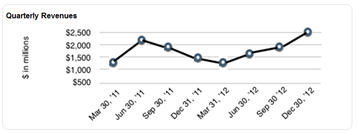 Quarterly Revenues
$ in millions
$2,500
$2,000
$1,500
$1,000
$500
Mar 30, '11
Jun 30, '11
Sep 30, '11
Dec 31, '11
Mar 31, '12
Jun 30, '12
Sep 30 '12
Dec 30, '12